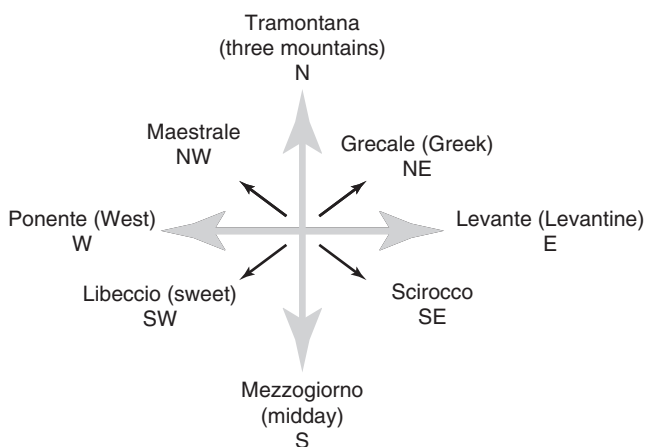 Tramontana
(three mountains)
N
Maestrale
NW
Grecale (Greek)
NE
Ponente (West)
W
Levante (Levantine)
E
Libeccio (sweet)
SW
Scirocco
SE
Mezzogiorno
(midday)
S